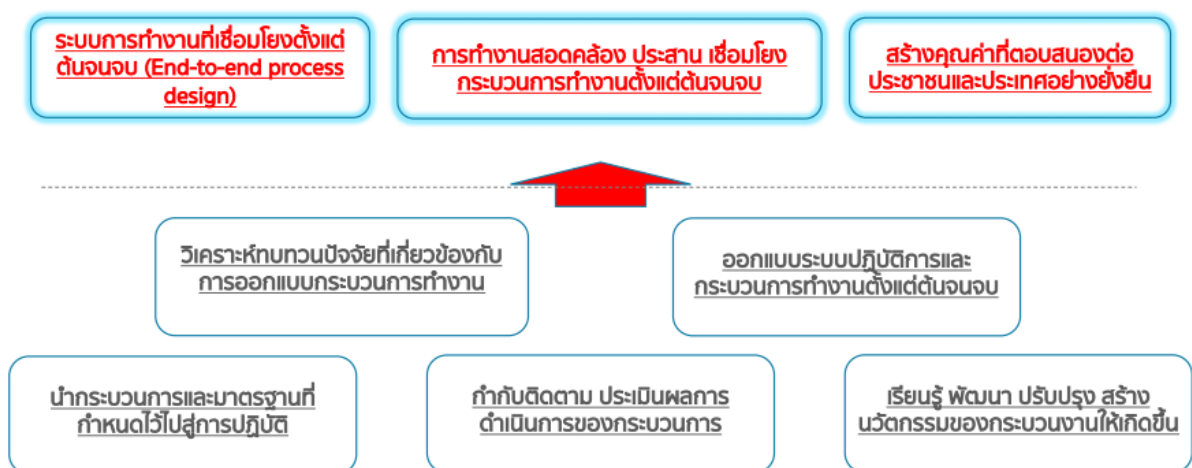 ระบบการทำงานที่เชื่อมโยงตั้งแต่
ต้นจนจบ (End-to-end process
design)
การทำงานสอดคล้อง ประสาน เชื่อมโยง
กระบวนการทำงานตั้งแต่ต้นจนจบ
สร้างคุณค่าที่ตอบสนองต่อ
ประชาชนและประเทศอย่างยั่งยืน
วิเคราะห์ทบทวนปัจจัยที่เกี่ยวข้องกับ
การออกแบบกระบวนการทำงาน
ออกแบบระบบปฏิบัติการและ
กระบวนการทำงานตั้งแต่ต้นจนจบ
นำกระบวนการและมาตรฐานที่
กำหนดไว้ไปสู่การปฏิบัติ
กำกับติดตาม ประเมินผลการ
ดำเนินการของกระบวนการ
เรียนรู้ พัฒนา ปรับปรุง สร้าง
นวัตกรรมของกระบวนงานให้เกิดขึ้น